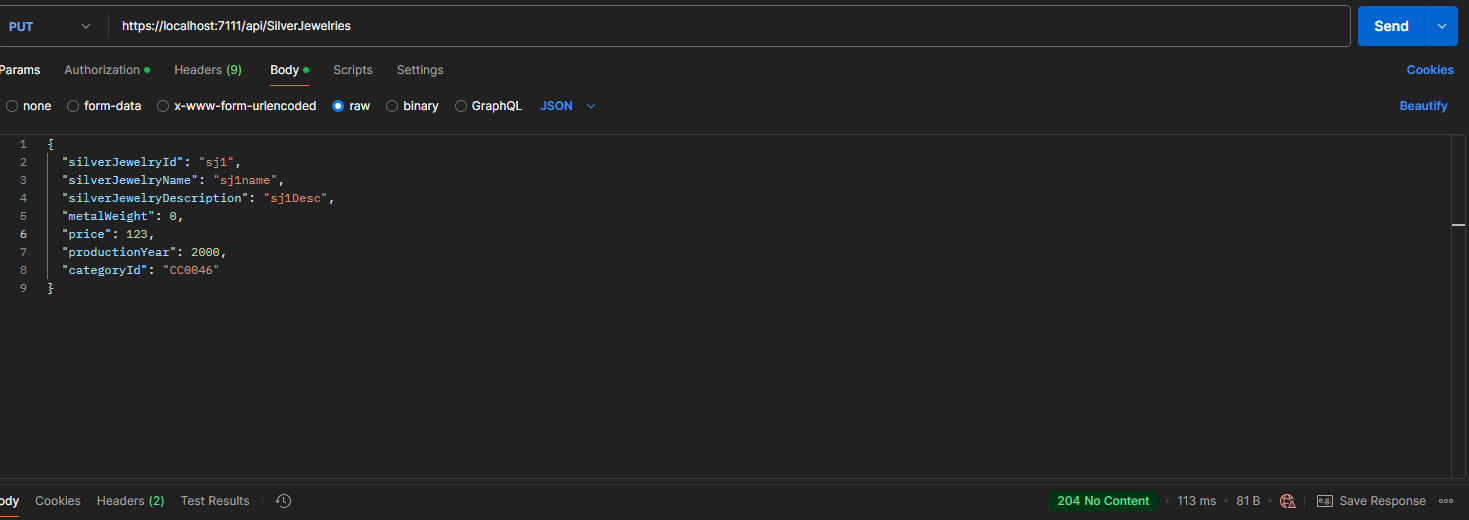 PUT https://localhost:7111/api/SilverJewelries Send
Params Authorization Headers (9) Body Scripts Settings Cookies
none form-data x-www-form-urlencoded raw binary GraphQL JSON Beautify
1 {
2 "silverJewelryId": "sj1",
3 "silverJewelryName": "sj1name",
4 "silverJewelryDescription": "sj1Desc",
5 "metalWeight": 0,
6 "price": 123,
7 "productionYear": 2000,
8 "categoryId": "CC0046"
9 }
ody Cookies Headers (2) Test Results 204 No Content • 113 ms • 81 B • e.g. Save Response